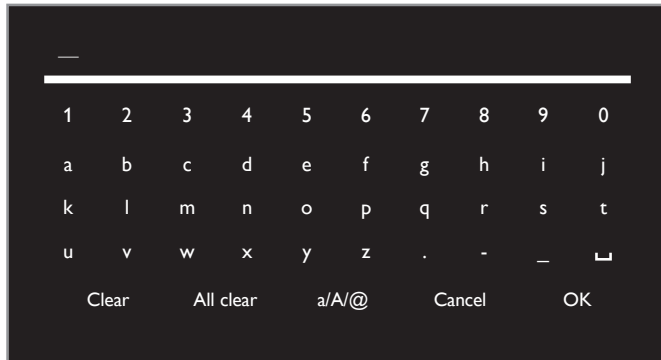 _
1 2 3 4 5 6 7 8 9 0
a b c d e f g h i j
k l m n o p q r s t
u v w x y z . - _ ␣
Clear All clear a/A/@ Cancel OK